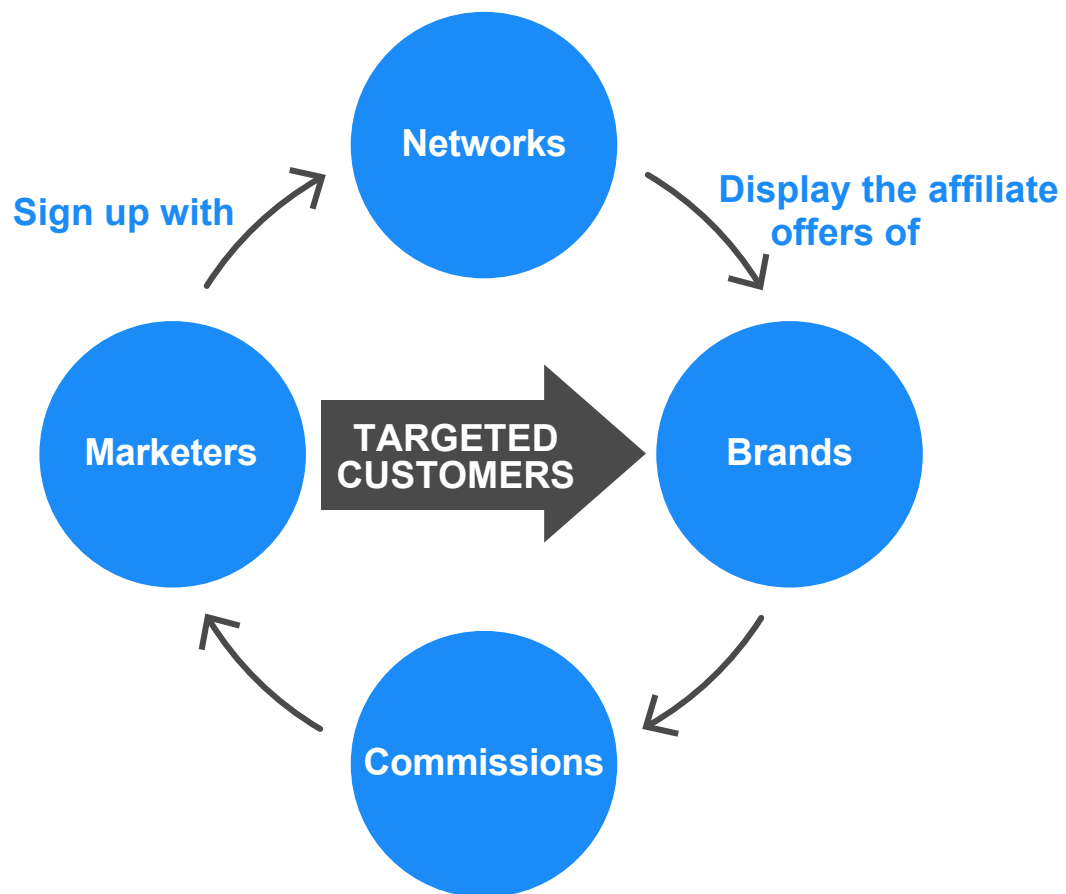 Networks
Sign up with
Display the affiliate
offers of
Marketers
TARGETED
CUSTOMERS
Brands
Commissions